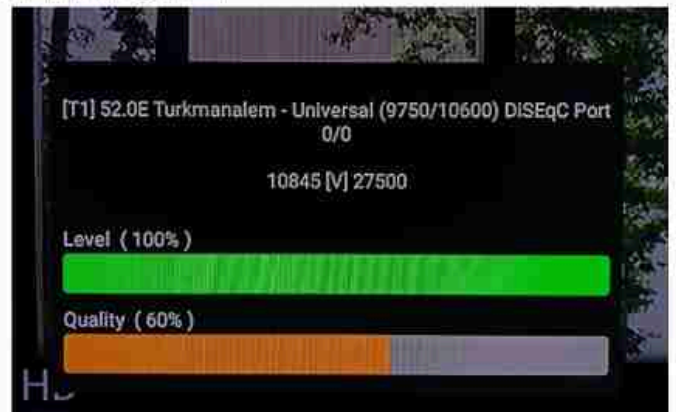 [T1] 52.0E Turkmanalem - Universal (9750/10600) DiSEqC Port
0/0
10845 [V] 27500
Level ( 100% )
Quality ( 60% )